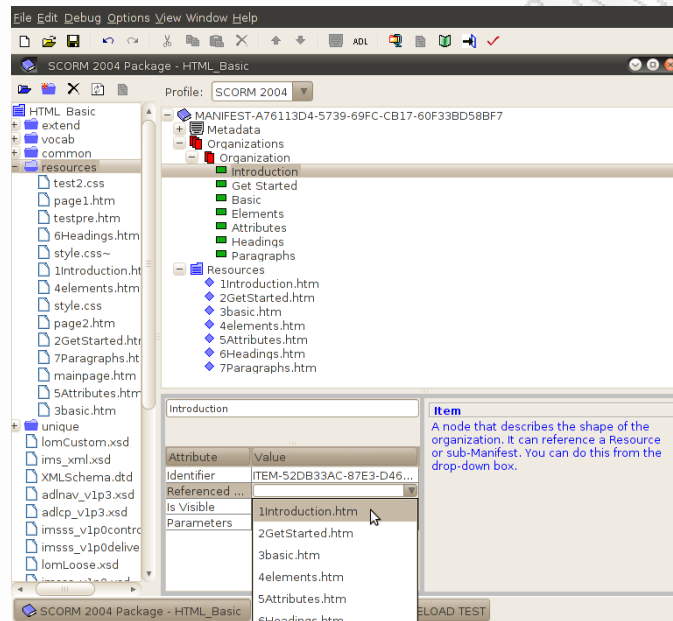 File Edit Debug Options View Window Help
ADL
SCORM 2004 Package - HTML_Basic
Profile: SCORM 2004
HTML_Basic
extend
vocab
common
resources
test2.css
page1.htm
testpre.htm
6Headings.htm
style.css~
1Introduction.ht
4elements.htm
style.css
page2.htm
2GetStarted.htm
7Paragraphs.ht
mainpage.htm
5Attributes.htm
3basic.htm
unique
lomCustom.xsd
ims_xml.xsd
XMLSchema.dtd
adlnav_v1p3.xsd
adlcp_v1p3.xsd
imsss_v1p0contro
imsss_v1p0delive
lomLoose.xsd
MANIFEST-A76113D4-5739-69FC-CB17-60F33BD58BF7
Metadata
Organizations
Organization
Introduction
Get Started
Basic
Elements
Attributes
Headings
Paragraphs
Resources
1Introduction.htm
2GetStarted.htm
3basic.htm
4elements.htm
5Attributes.htm
6Headings.htm
7Paragraphs.htm
Introduction
Attribute Value
Identifier ITEM-52DB33AC-87E3-D46...
Referenced ...
Is Visible
Parameters
1Introduction.htm
2GetStarted.htm
3basic.htm
4elements.htm
5Attributes.htm
6Headings.htm
Item
A node that describes the shape of the
organization. It can reference a Resource
or sub-Manifest. You can do this from the
drop-down box.
SCORM 2004 Package - HTML_Basic
ELOAD TEST